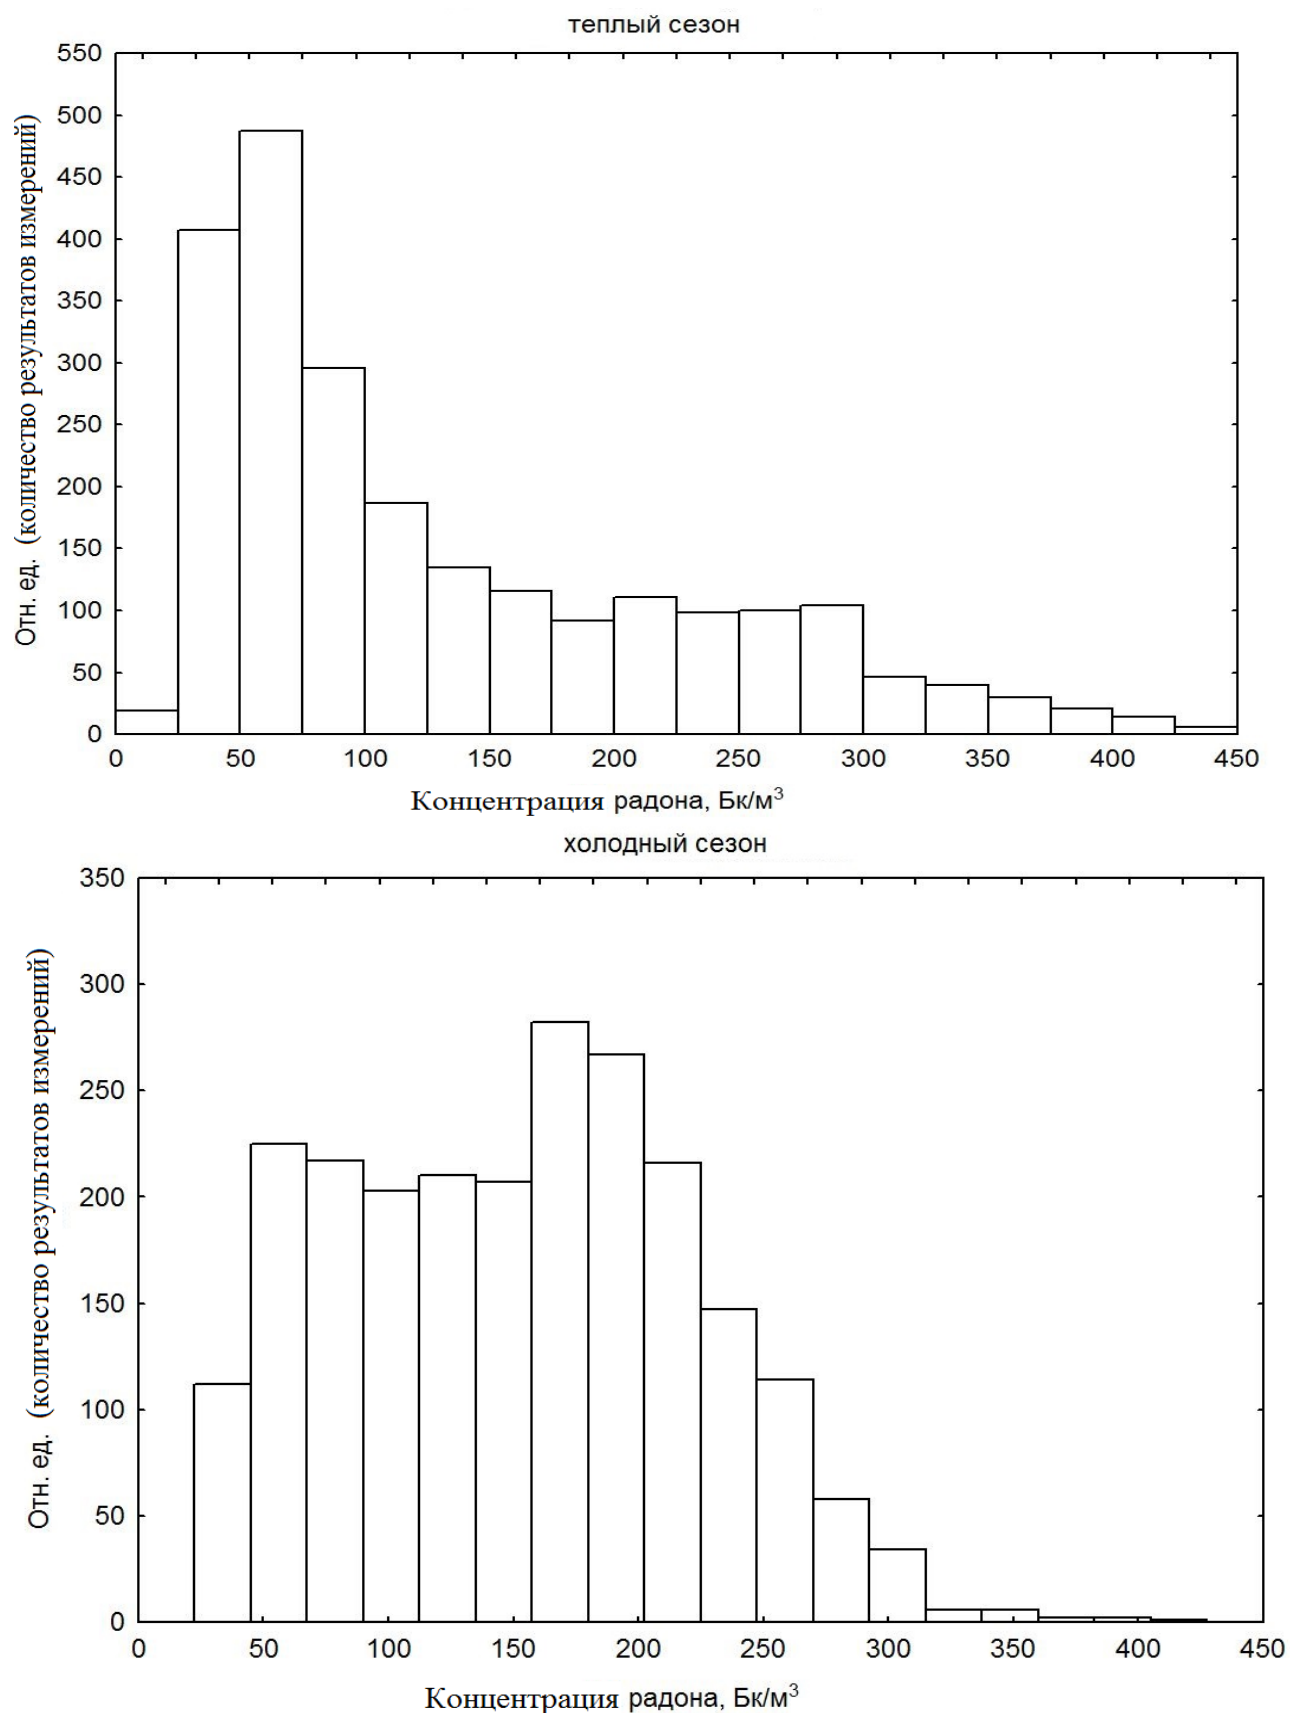 теплый сезон
550
500
450
400
350
300
250
200
150
100
50
0
Отн. ед. (количество результатов измерений)
0 50 100 150 200 250 300 350 400 450
Концентрация радона, Бк/м³
холодный сезон
350
300
250
200
150
100
50
0
Отн. ед. (количество результатов измерений)
0 50 100 150 200 250 300 350 400 450
Концентрация радона, Бк/м³